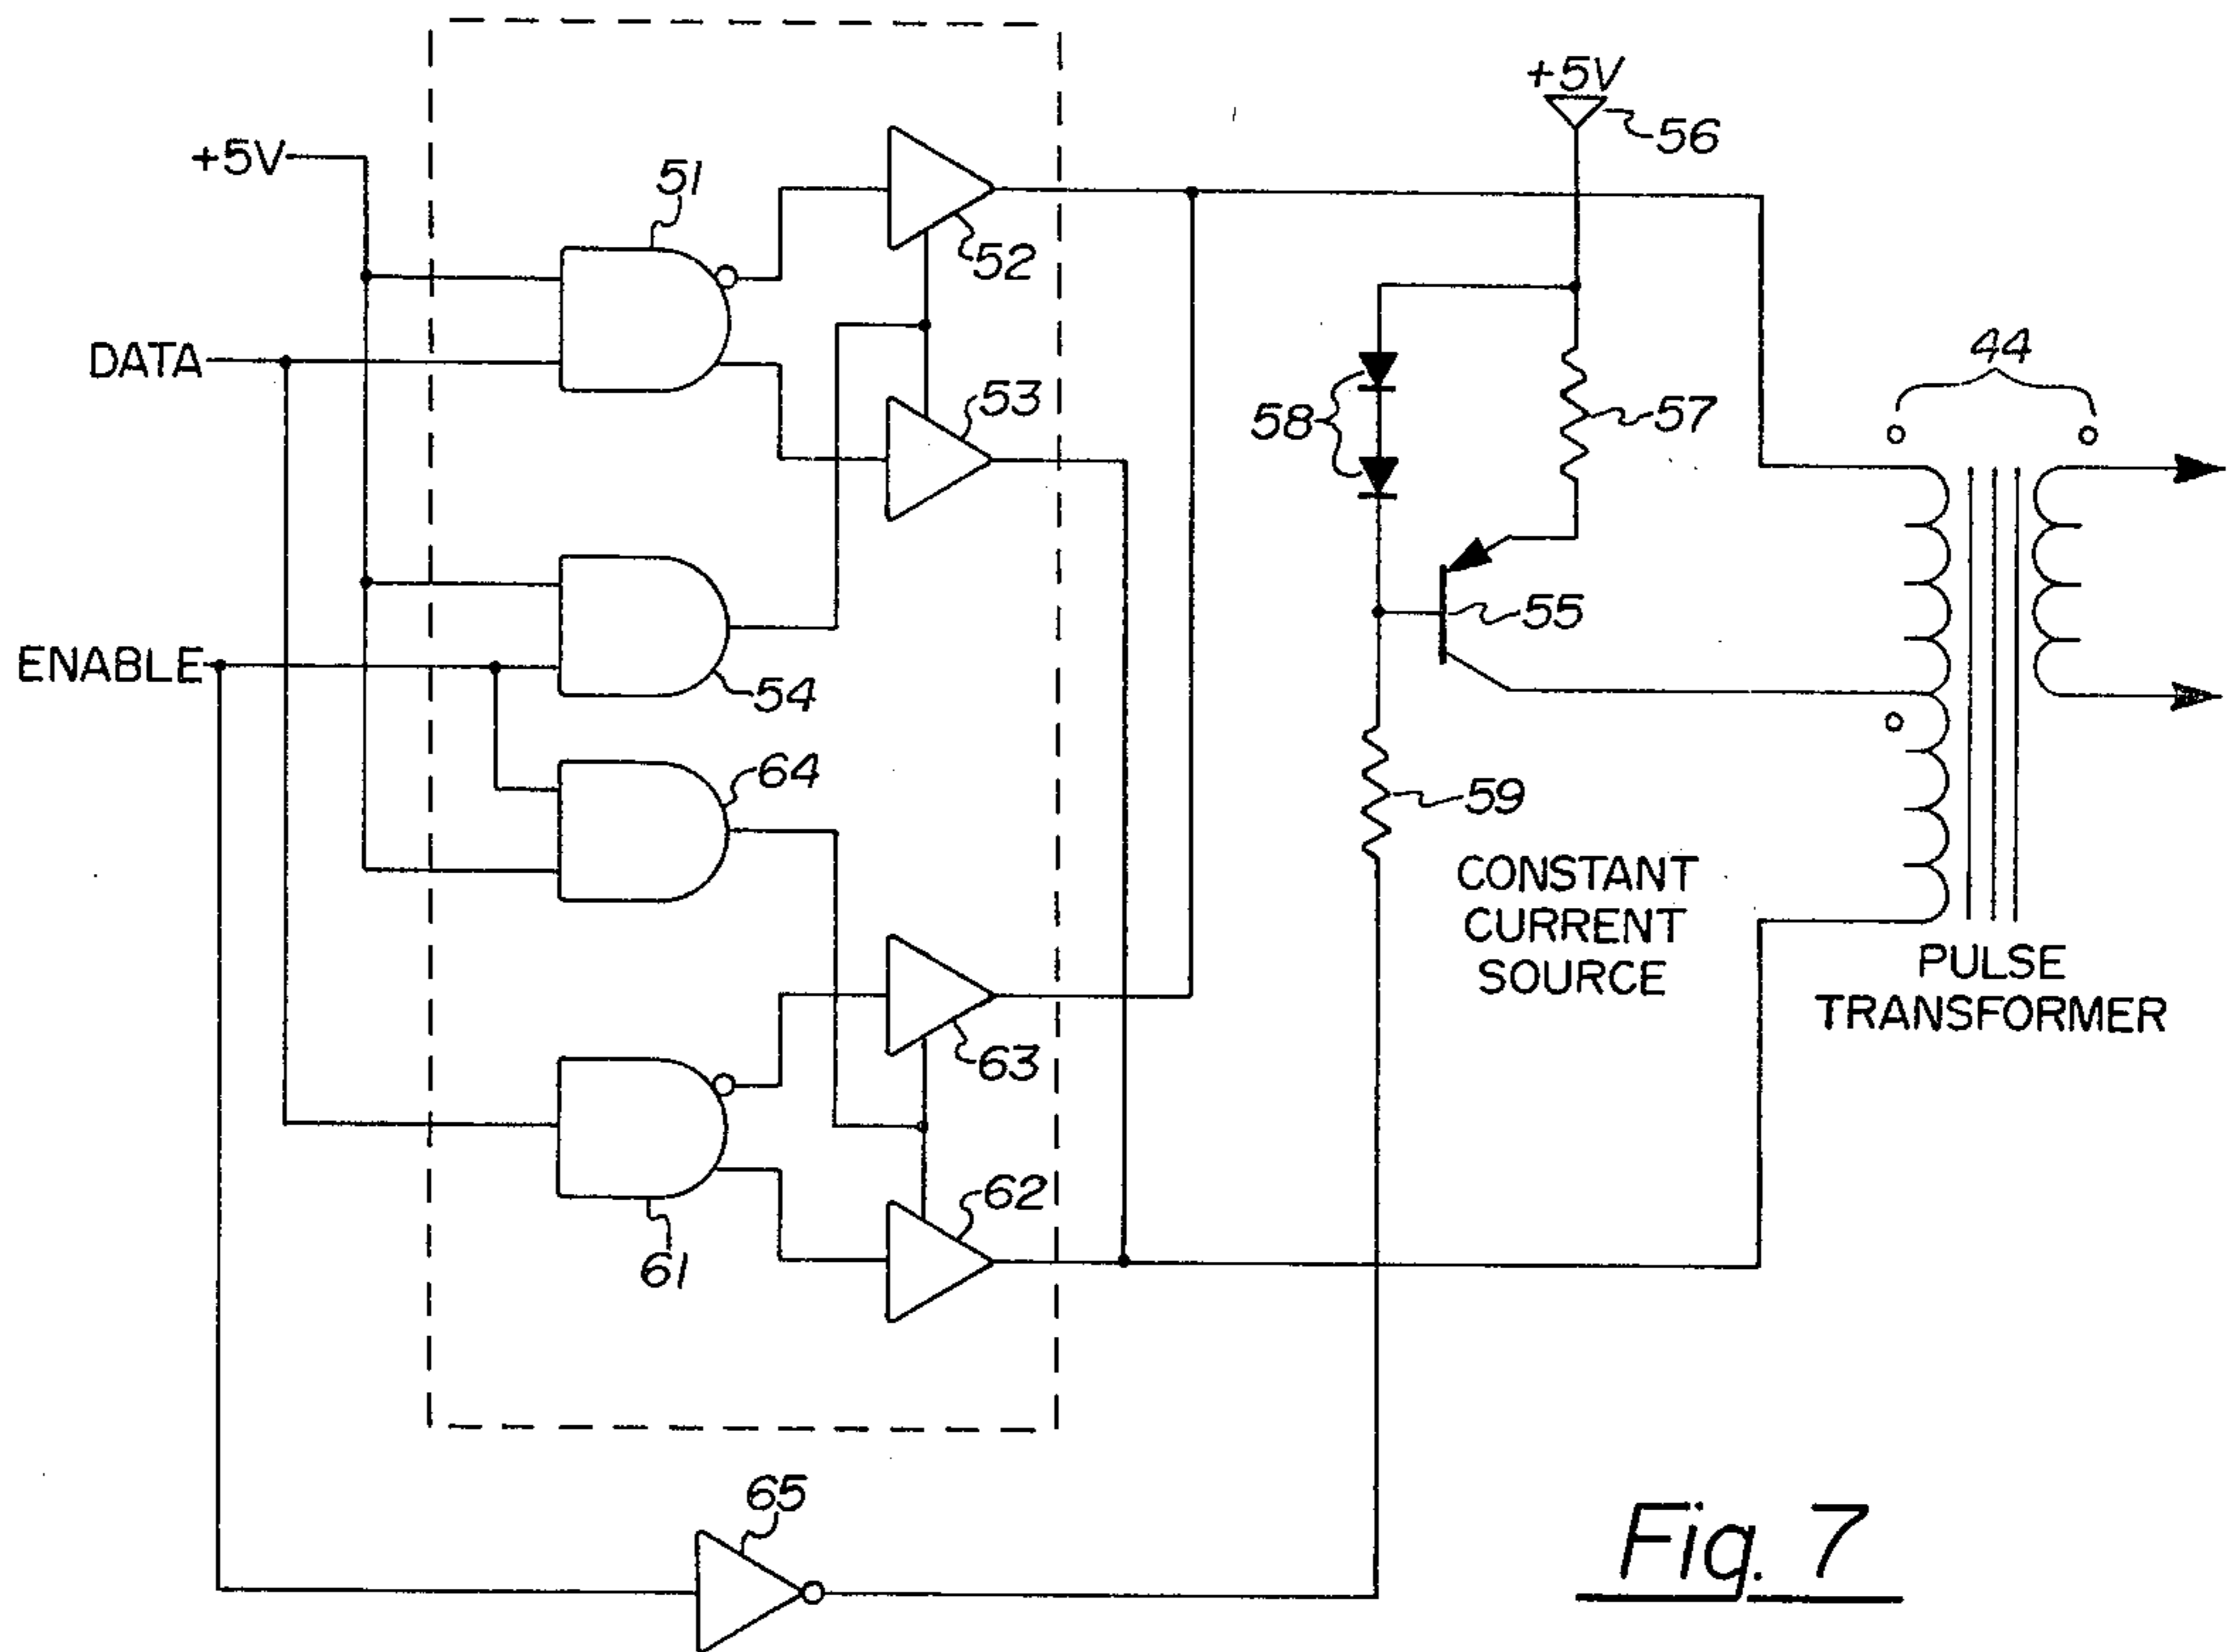 +5V
56
+5V
51
52
DATA
44
53
58
57
55
ENABLE
54
64
59
CONSTANT
CURRENT
SOURCE
PULSE
TRANSFORMER
63
62
61
65
Fig. 7